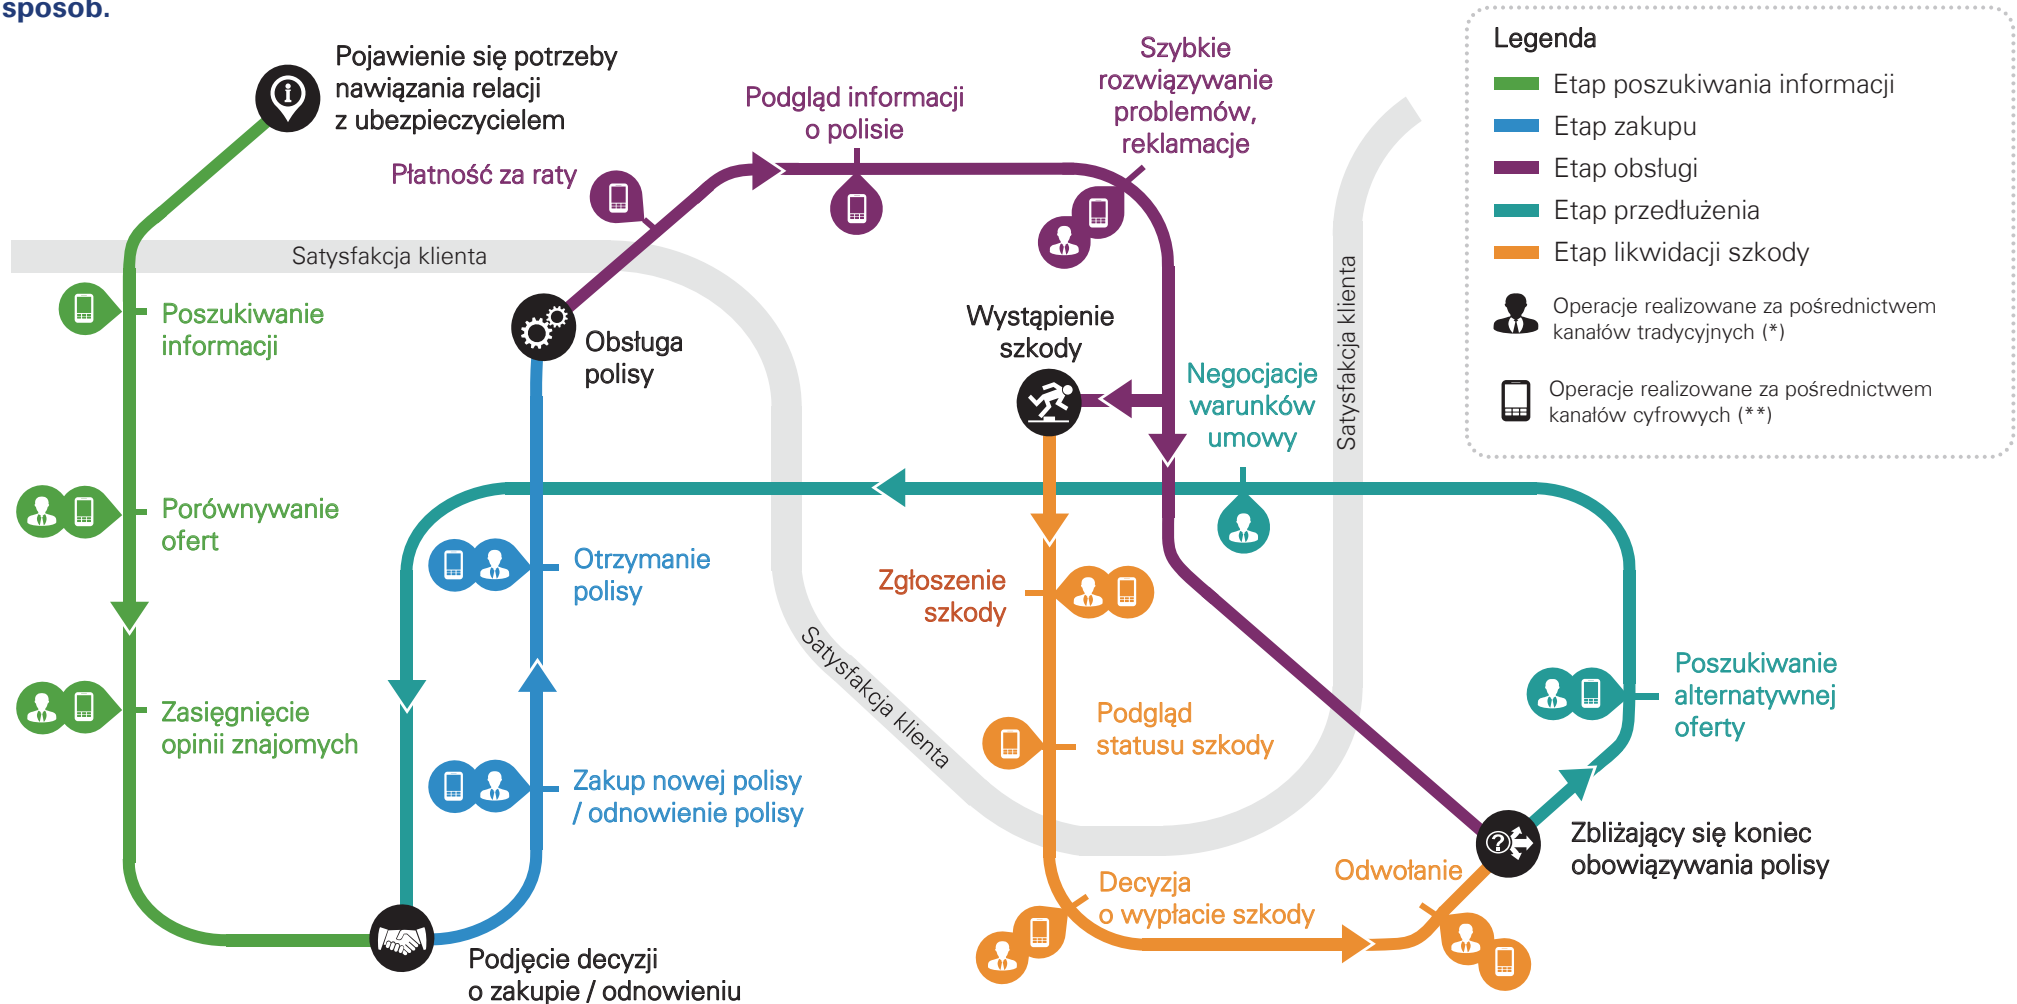 sposób.
Pojawienie się potrzeby
nawiązania relacji
z ubezpieczycielem
Płatność za raty
Podgląd informacji
o polisie
Szybkie
rozwiązywanie
problemów,
reklamacje
Legenda
Etap poszukiwania informacji
Etap zakupu
Etap obsługi
Etap przedłużenia
Etap likwidacji szkody
Operacje realizowane za pośrednictwem
kanałów tradycyjnych (*)
Operacje realizowane za pośrednictwem
kanałów cyfrowych (**)
Satysfakcja klienta
Poszukiwanie
informacji
Obsługa
polisy
Wystąpienie
szkody
Negocjacje
warunków
umowy
Satysfakcja klienta
Porównywanie
ofert
Otrzymanie
polisy
Zgłoszenie
szkody
Satysfakcja klienta
Zasięgnięcie
opinii znajomych
Podgląd
statusu szkody
Poszukiwanie
alternatywnej
oferty
Zakup nowej polisy
/ odnowienie polisy
Zbliżający się koniec
obowiązywania polisy
Decyzja
o wypłacie szkody
Odwołanie
Podjęcie decyzji
o zakupie / odnowieniu